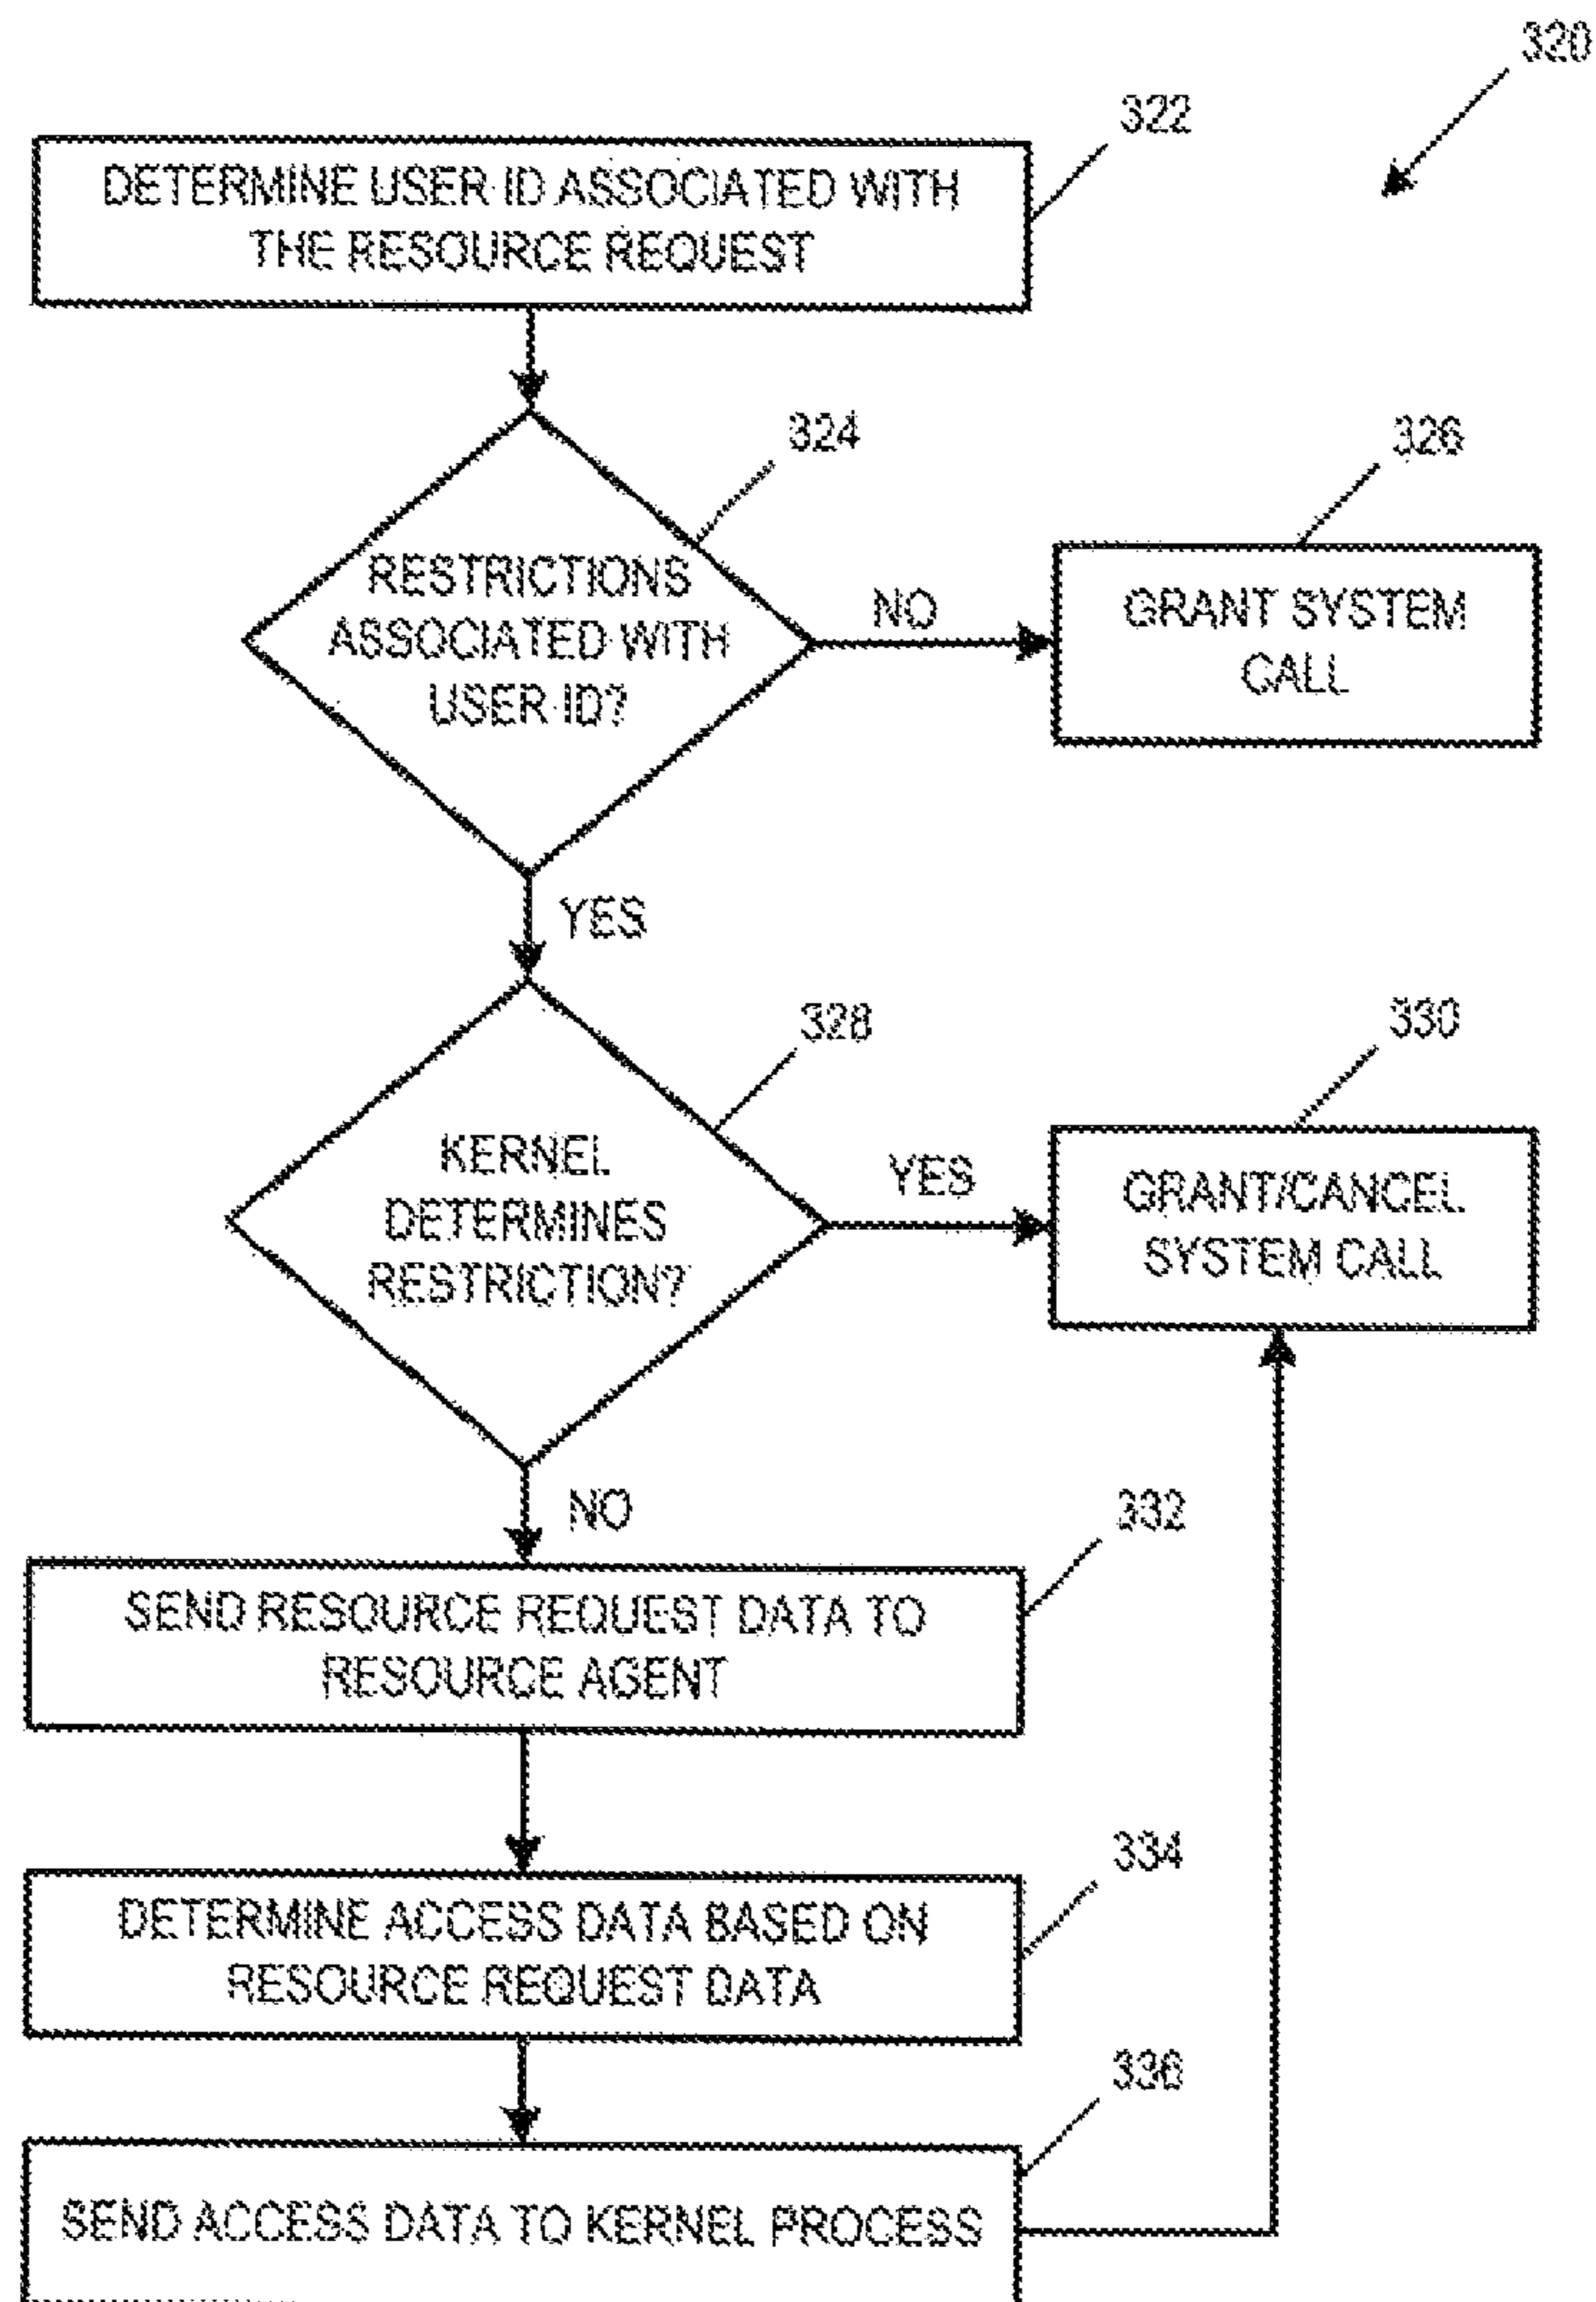 320
322
DETERMINE USER ID ASSOCIATED WITH
THE RESOURCE REQUEST
324
326
RESTRICTIONS
ASSOCIATED WITH
USER ID?
NO
GRANT SYSTEM
CALL
YES
328
330
KERNEL
DETERMINES
RESTRICTION?
YES
GRANT/CANCEL
SYSTEM CALL
NO
332
SEND RESOURCE REQUEST DATA TO
RESOURCE AGENT
334
DETERMINE ACCESS DATA BASED ON
RESOURCE REQUEST DATA
336
SEND ACCESS DATA TO KERNEL PROCESS